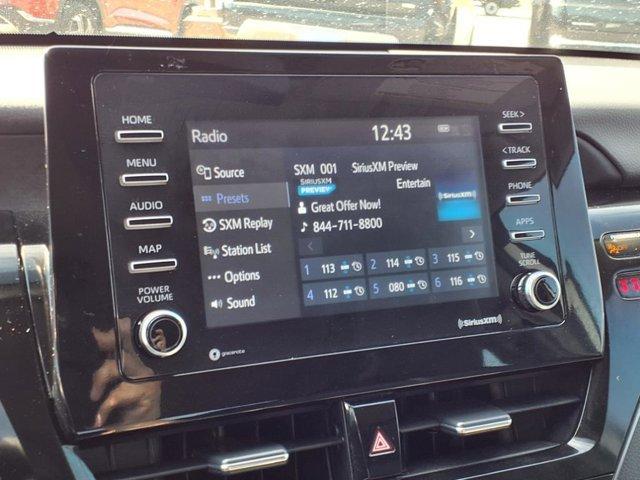 HOME
MENU
AUDIO
MAP
POWER
VOLUME
Radio
12:43
Source
Presets
SXM Replay
Station List
Options
Sound
SXM 001 SiriusXM Preview
SIRIUSXM
PREVIEW
Entertain
Great Offer Now!
844-711-8800
SiriusXM
1 113
2 114
3 115
4 112
5 080
6 116
SEEK >
< TRACK
PHONE
APPS
TUNE
SCROLL
gracenote
SiriusXM